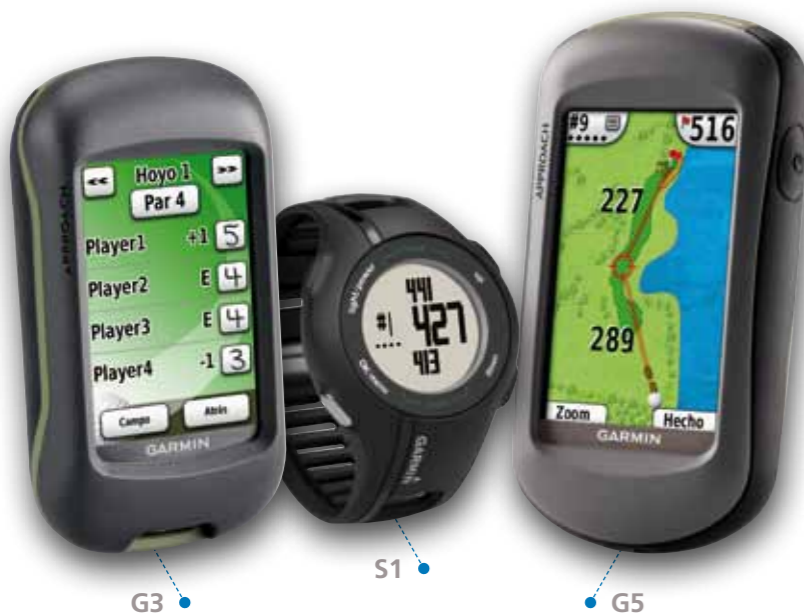 APPROACH
<< Hoyo 1 >>
Par 4
Player1 +1 5
Player2 E 4
Player3 E 4
Player4 -1 3
Campo Atrás
GARMIN
441
#1 427
413
GARMIN
APPROACH
#9 516
227
289
Zoom Hecho
GARMIN
S1
G3
G5